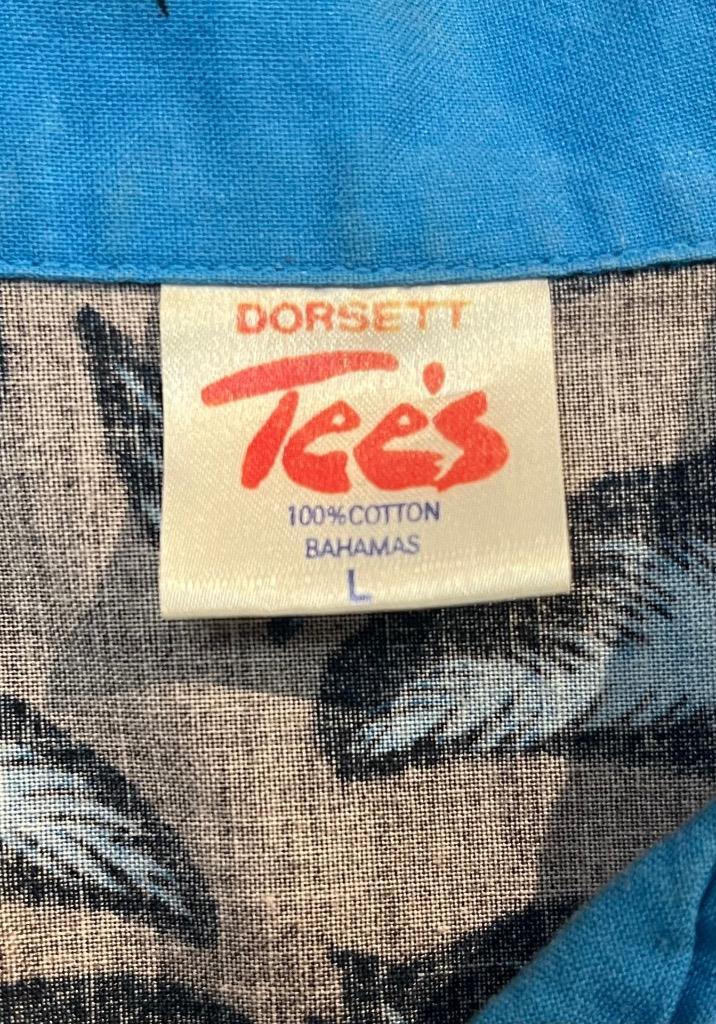 DORSETT
Tee's
100% COTTON
BAHAMAS
L